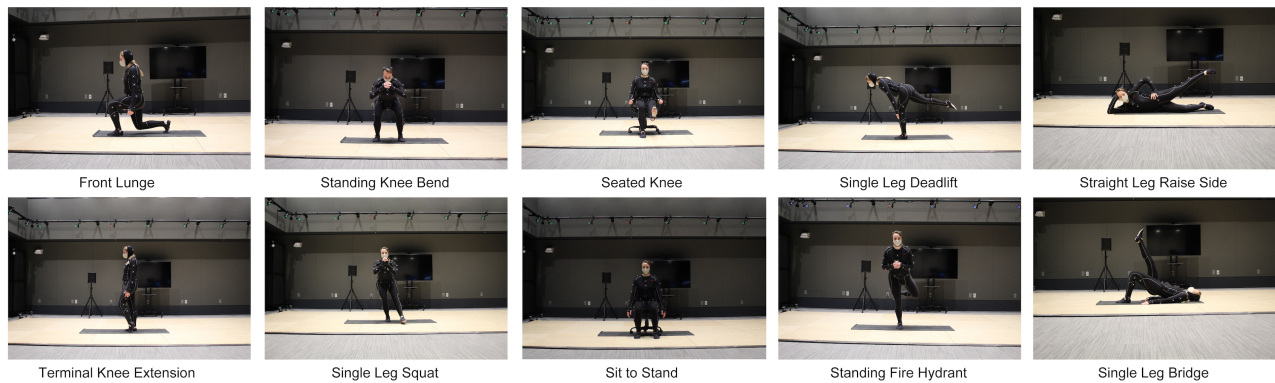 Front Lunge
Standing Knee Bend
Seated Knee
Single Leg Deadlift
Straight Leg Raise Side
Terminal Knee Extension
Single Leg Squat
Sit to Stand
Standing Fire Hydrant
Single Leg Bridge